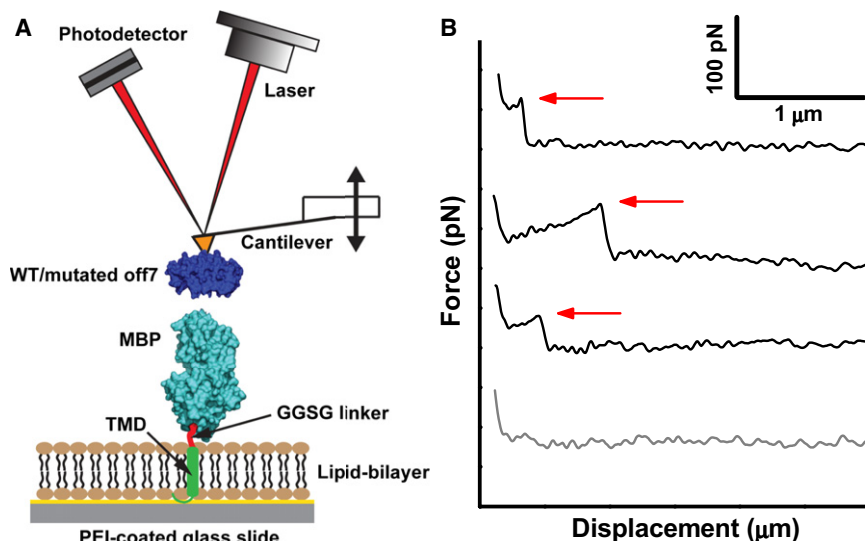 A
Photodetector
Laser
Cantilever
WT/mutated off7
MBP
GGSG linker
TMD
Lipid-bilayer
PEI-coated glass slide
B
100 pN
1 μm
Force (pN)
Displacement (μm)